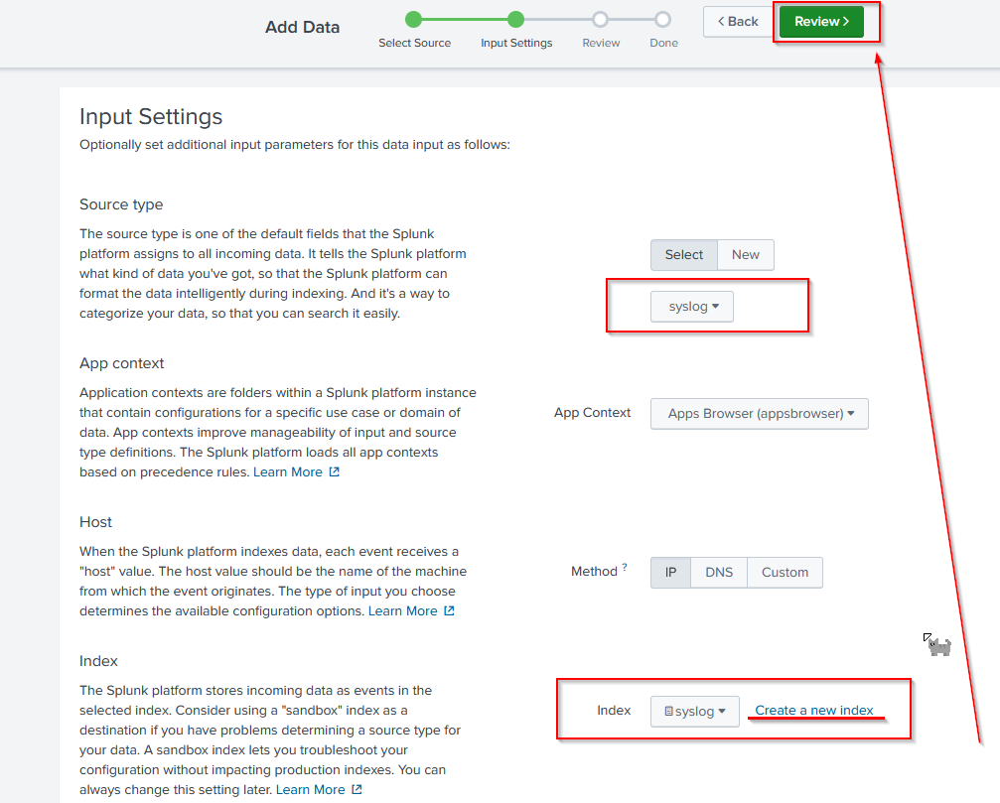 Add Data
Select Source
Input Settings
Review
Done
< Back
Review >
Input Settings
Optionally set additional input parameters for this data input as follows:
Source type
The source type is one of the default fields that the Splunk
platform assigns to all incoming data. It tells the Splunk platform
what kind of data you've got, so that the Splunk platform can
format the data intelligently during indexing. And it's a way to
categorize your data, so that you can search it easily.
Select
New
syslog
App context
Application contexts are folders within a Splunk platform instance
that contain configurations for a specific use case or domain of
data. App contexts improve manageability of input and source
type definitions. The Splunk platform loads all app contexts
based on precedence rules. Learn More
App Context
Apps Browser (appsbrowser)
Host
When the Splunk platform indexes data, each event receives a
"host" value. The host value should be the name of the machine
from which the event originates. The type of input you choose
determines the available configuration options. Learn More
Method ?
IP
DNS
Custom
Index
The Splunk platform stores incoming data as events in the
selected index. Consider using a "sandbox" index as a
destination if you have problems determining a source type for
your data. A sandbox index lets you troubleshoot your
configuration without impacting production indexes. You can
always change this setting later. Learn More
Index
syslog
Create a new index